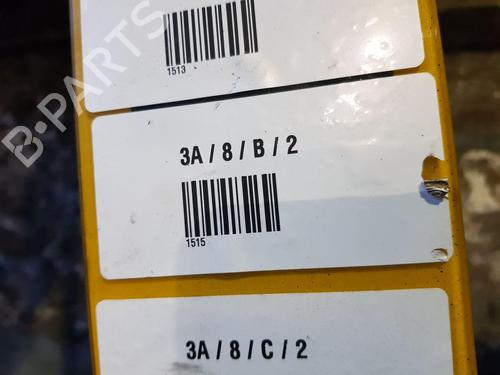 1513
B-PARTS
3A / 8 / B / 2
1515
3A / 8 / C / 2